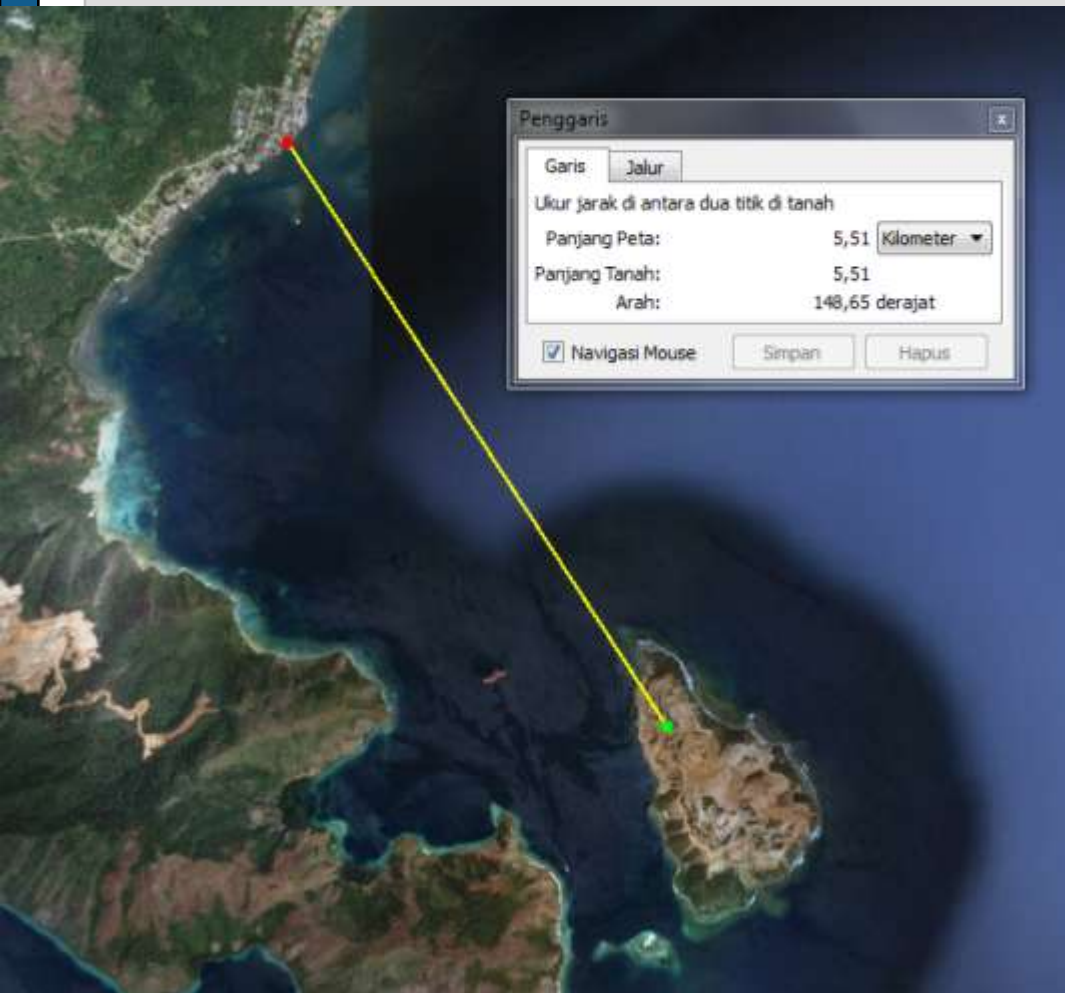 Penggaris
Garis Jalur
Ukur jarak di antara dua titik di tanah
Panjang Peta: 5,51 Kilometer
Panjang Tanah: 5,51
Arah: 148,65 derajat
Navigasi Mouse Simpan Hapus